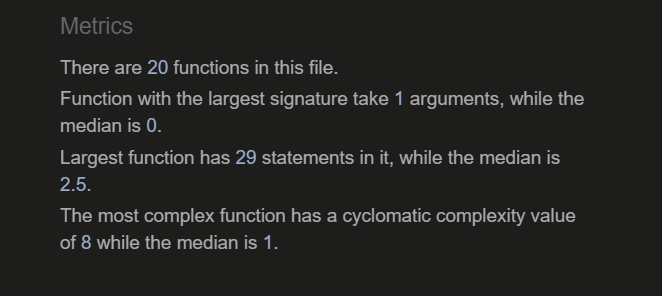 Metrics
There are 20 functions in this file.
Function with the largest signature take 1 arguments, while the
median is 0.
Largest function has 29 statements in it, while the median is
2.5.
The most complex function has a cyclomatic complexity value
of 8 while the median is 1.